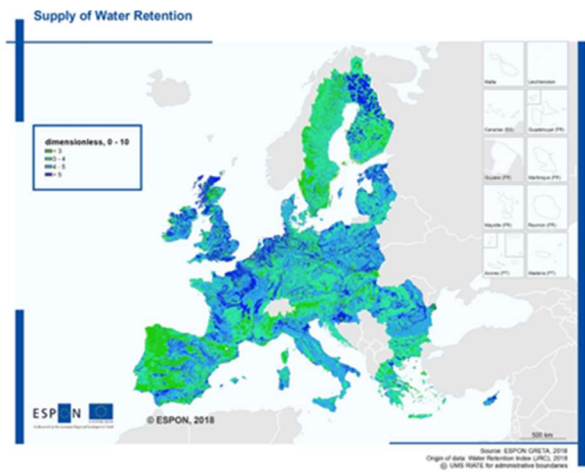 Supply of Water Retention
dimensionless, 0 - 10
< 3
3 - 4
4 - 5
> 5
Malta
Liechtenstein
Canarias (ES)
Guadeloupe (FR)
Guyane (FR)
Martinique (FR)
Mayotte (FR)
Reunion (FR)
Acores (PT)
Madeira (PT)
ESPON
© ESPON, 2018
500 km
Source: ESPON GRETA, 2018
Origin of data: Water Retention Index (JRC), 2018
© UMS RIATE for administrative boundaries